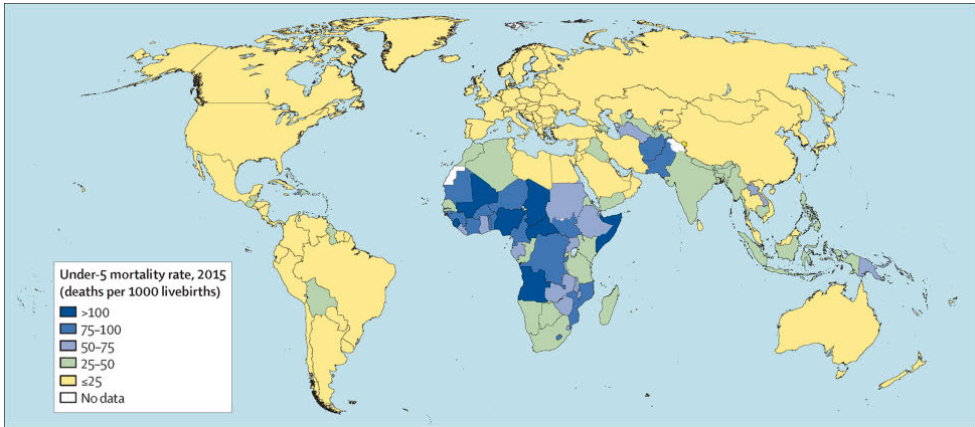 Under-5 mortality rate, 2015
(deaths per 1000 livebirths)
>100
75–100
50–75
25–50
≤25
No data